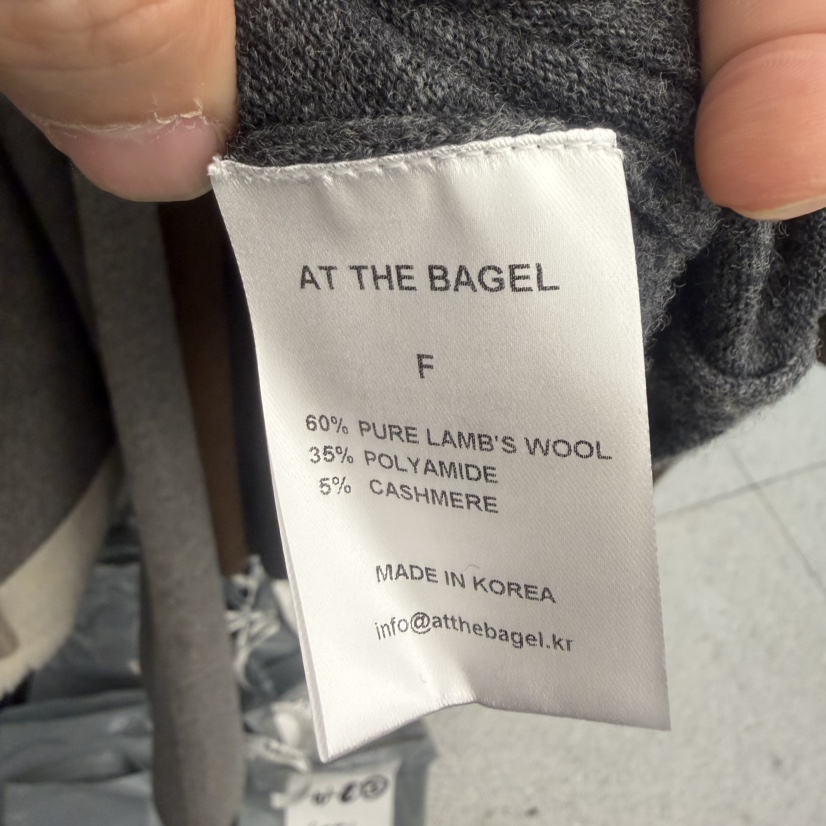 AT THE BAGEL
F
60% PURE LAMB'S WOOL
35% POLYAMIDE
5% CASHMERE
MADE IN KOREA
info@atthebagel.kr